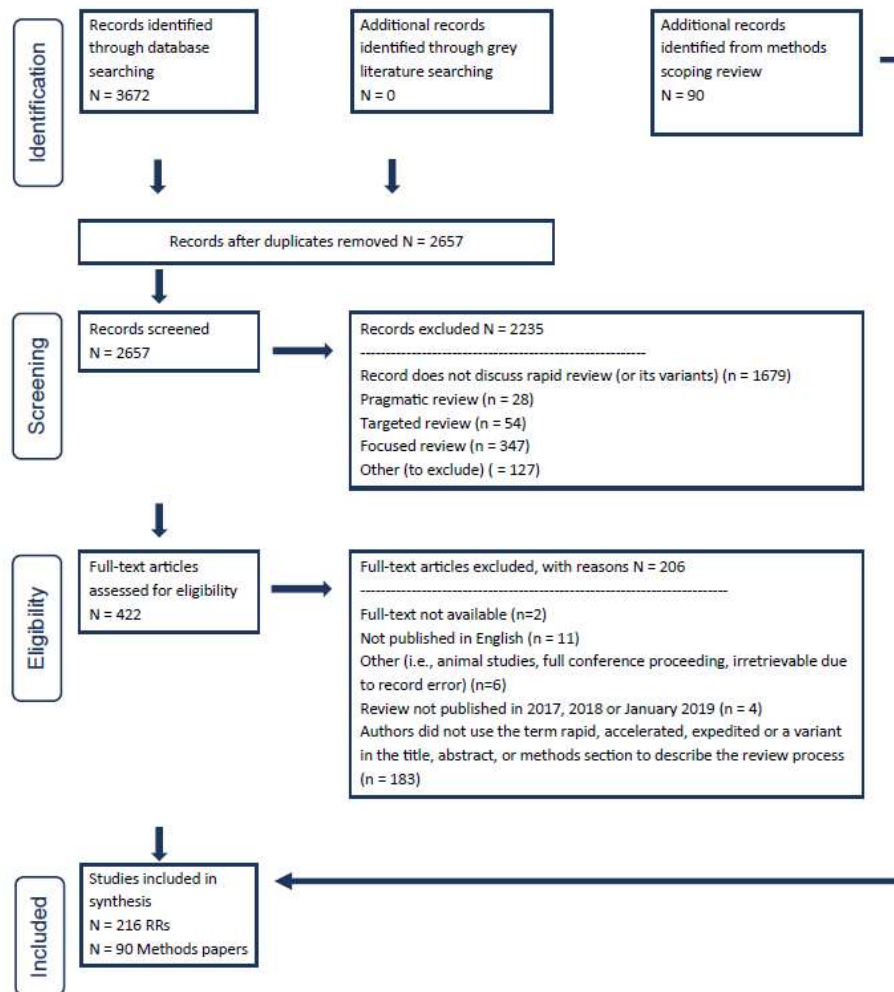 Identification
Records identified
through database
searching
N = 3672
Additional records
identified through grey
literature searching
N = 0
Additional records
identified from methods
scoping review
N = 90
Records after duplicates removed N = 2657
Screening
Records screened
N = 2657
Records excluded N = 2235
--------------------------------------------------------
Record does not discuss rapid review (or its variants) (n = 1679)
Pragmatic review (n = 28)
Targeted review (n = 54)
Focused review (n = 347)
Other (to exclude) ( = 127)
Eligibility
Full-text articles
assessed for eligibility
N = 422
Full-text articles excluded, with reasons N = 206
------------------------------------------------------------------------
Full-text not available (n=2)
Not published in English (n = 11)
Other (i.e., animal studies, full conference proceeding, irretrievable due
to record error) (n=6)
Review not published in 2017, 2018 or January 2019 (n = 4)
Authors did not use the term rapid, accelerated, expedited or a variant
in the title, abstract, or methods section to describe the review process
(n = 183)
Included
Studies included in
synthesis
N = 216 RRs
N = 90 Methods papers